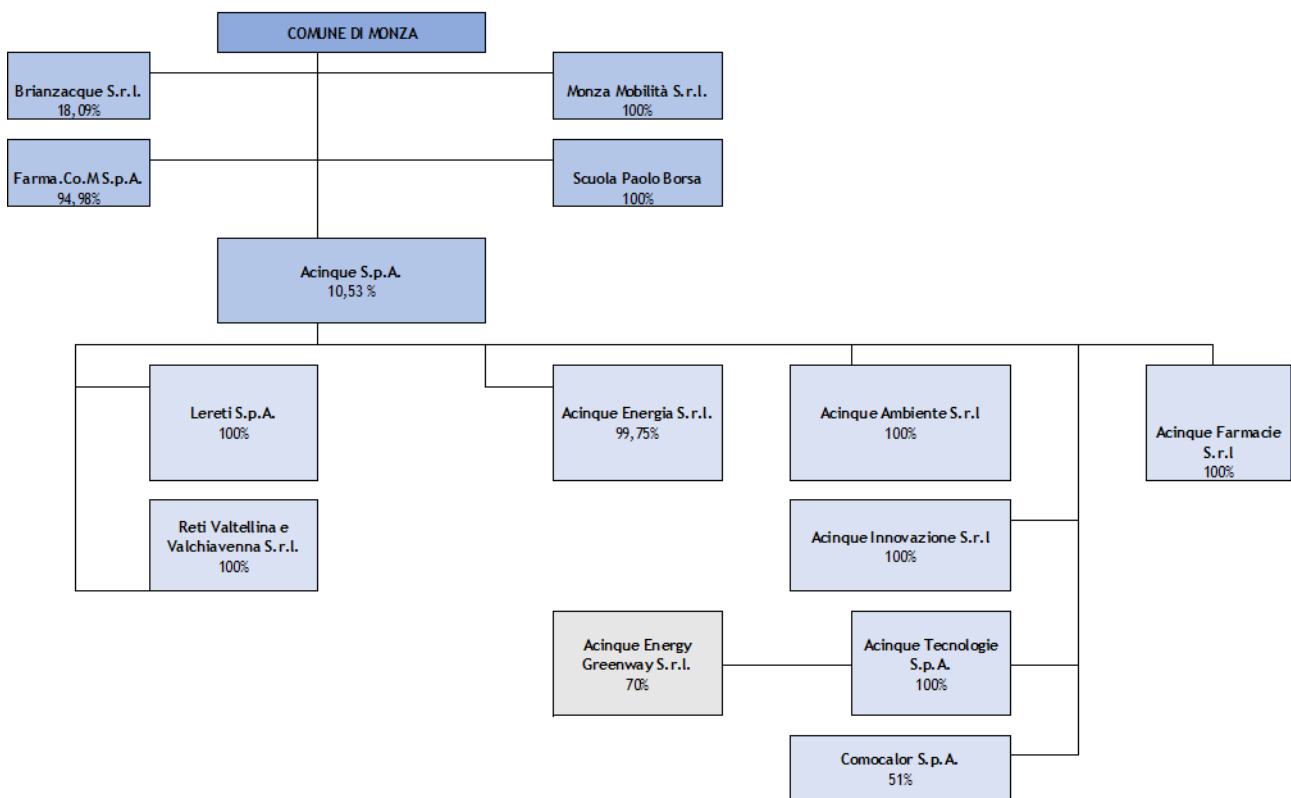 COMUNE DI MONZA
Brianzacque S.r.l.
18,09%
Monza Mobilità S.r.l.
100%
Farma.Co.M S.p.A.
94,98%
Scuola Paolo Borsa
100%
Acinque S.p.A.
10,53 %
Lereti S.p.A.
100%
Acinque Energia S.r.l.
99,75%
Acinque Ambiente S.r.l
100%
Acinque Farmacie
S.r.l
100%
Reti Valtellina e
Valchiavenna S.r.l.
100%
Acinque Innovazione S.r.l
100%
Acinque Energy
Greenway S.r.l.
70%
Acinque Tecnologie
S.p.A.
100%
Comocalor S.p.A.
51%